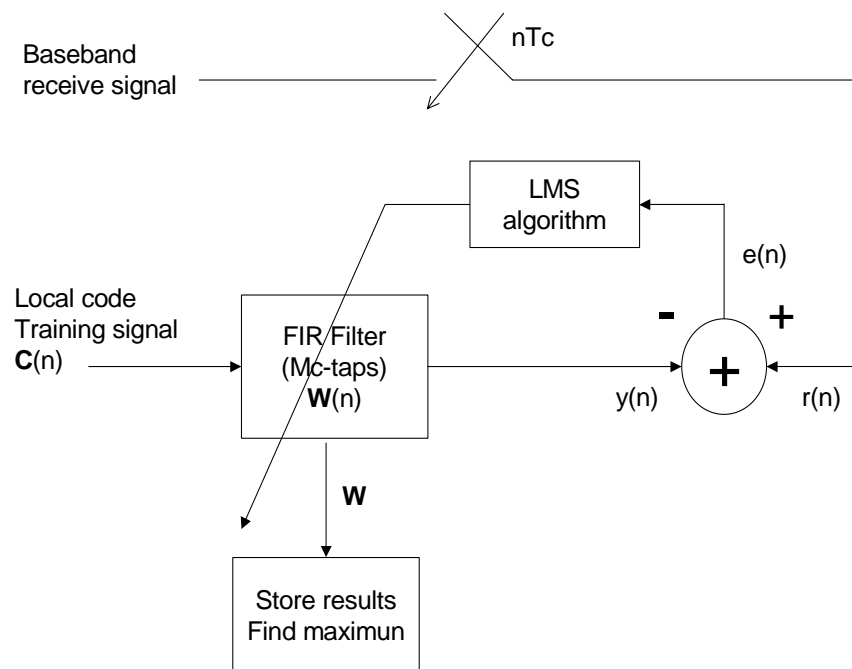 Baseband
receive signal
nTc
LMS
algorithm
e(n)
Local code
Training signal
C(n)
FIR Filter
(Mc-taps)
W(n)
-
+
+
y(n)
r(n)
W
Store results
Find maximun